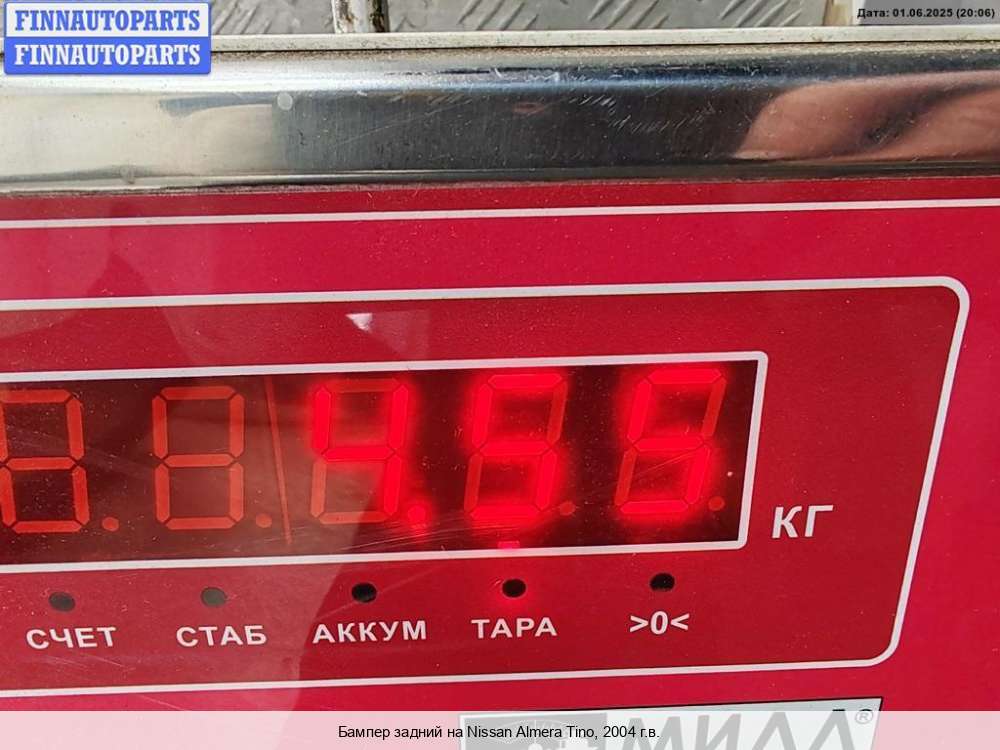 FINNAUTOPARTS
FINNAUTOPARTS
Дата: 01.06.2025 (20:06)
4.55
КГ
СЧЕТ СТАБ АККУМ ТАРА >0<
МИДЛ®
Бампер задний на Nissan Almera Tino, 2004 г.в.